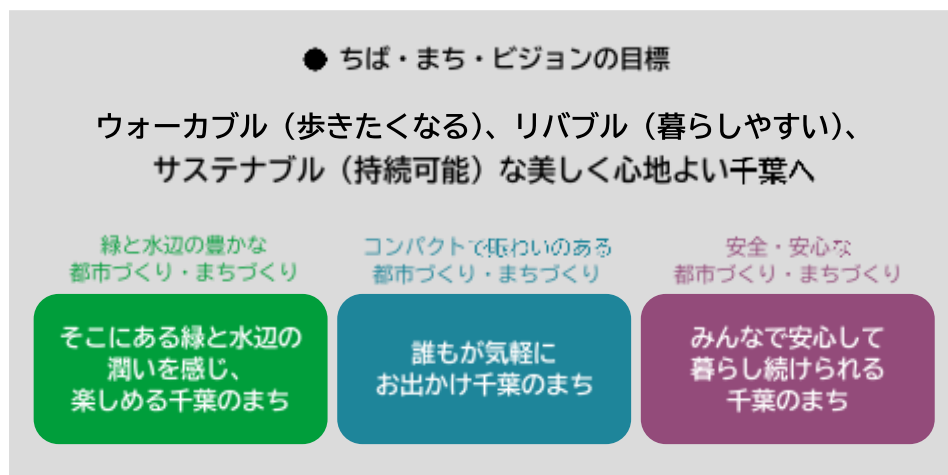 ● ちば・まち・ビジョンの目標
ウォーカブル（歩きたくなる）、リバブル（暮らしやすい）、
サステナブル（持続可能）な美しく心地よい千葉へ
緑と水辺の豊かな
都市づくり・まちづくり
そこにある緑と水辺の
潤いを感じ、
楽しめる千葉のまち
コンパクトで賑わいのある
都市づくり・まちづくり
誰もが気軽に
お出かけ千葉のまち
安全・安心な
都市づくり・まちづくり
みんなで安心して
暮らし続けられる
千葉のまち